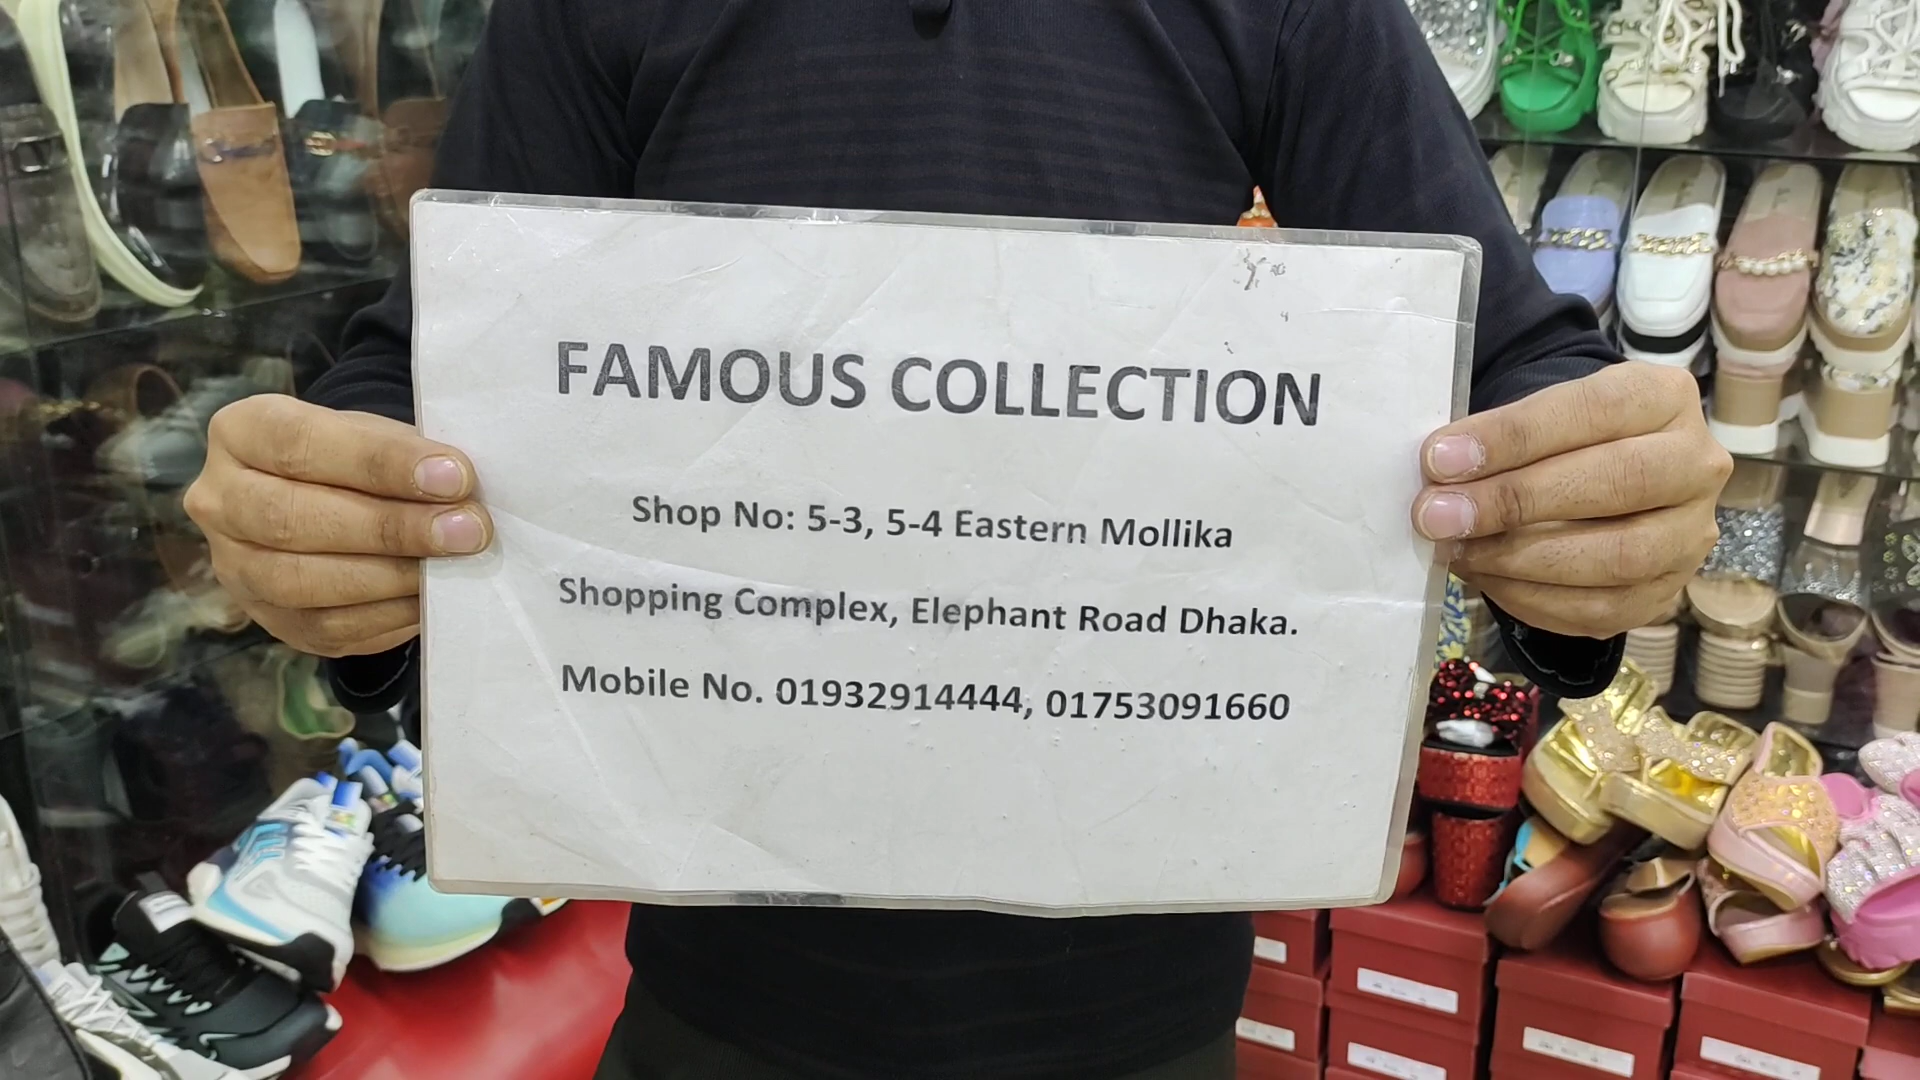 FAMOUS COLLECTION
Shop No: 5-3, 5-4 Eastern Mollika
Shopping Complex, Elephant Road Dhaka.
Mobile No. 01932914444, 01753091660